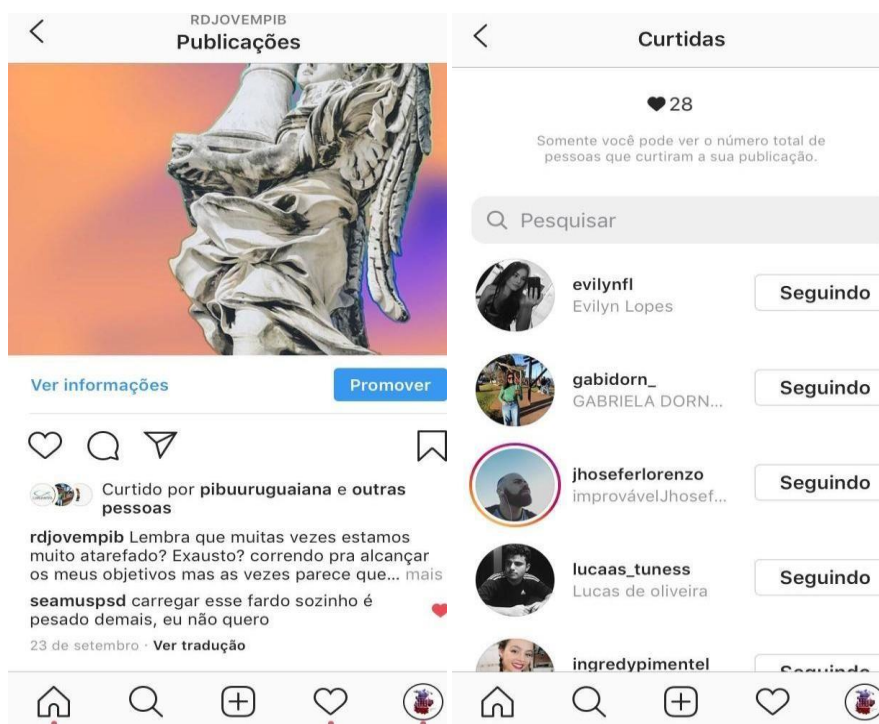 RDJOVEMPIB
Publicações
Ver informações
Promover
Curtido por pibuuruguaiana e outras
pessoas
rdjovempib Lembra que muitas vezes estamos
muito atarefado? Exausto? correndo pra alcançar
os meus objetivos mas as vezes parece que... mais
seamuspsd carregar esse fardo sozinho é
pesado demais, eu não quero
23 de setembro · Ver tradução
Curtidas
28
Somente você pode ver o número total de
pessoas que curtiram a sua publicação.
Pesquisar
evilynfl
Evilyn Lopes
Seguindo
gabidorn_
GABRIELA DORN...
Seguindo
jhoseferlorenzo
improvávelJhosef...
Seguindo
lucaas_tuness
Lucas de oliveira
Seguindo
ingredypimentel
Seguindo